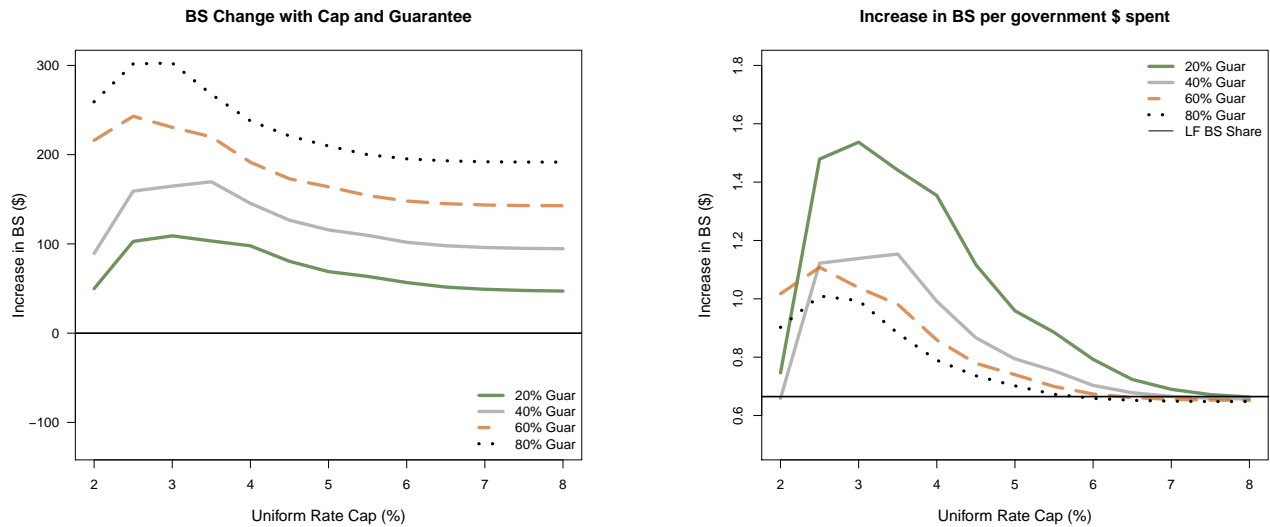 BS Change with Cap and Guarantee
Increase in BS ($)
300
200
100
0
−100
2 3 4 5 6 7 8
Uniform Rate Cap (%)
20% Guar
40% Guar
60% Guar
80% Guar
Increase in BS per government $ spent
Increase in BS ($)
1.8
1.6
1.4
1.2
1.0
0.8
0.6
2 3 4 5 6 7 8
Uniform Rate Cap (%)
20% Guar
40% Guar
60% Guar
80% Guar
LF BS Share